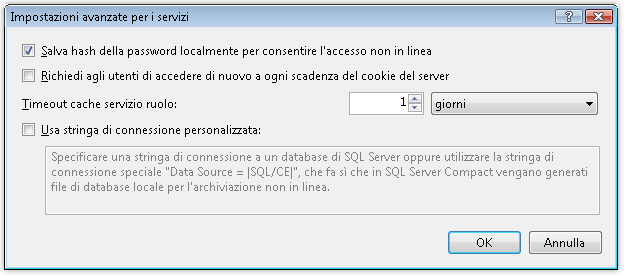 Impostazioni avanzate per i servizi
Salva hash della password localmente per consentire l'accesso non in linea
Richiedi agli utenti di accedere di nuovo a ogni scadenza del cookie del server
Timeout cache servizio ruolo:
1
giorni
Usa stringa di connessione personalizzata:
Specificare una stringa di connessione a un database di SQL Server oppure utilizzare la stringa di
connessione speciale "Data Source = |SQL/CE|", che fa sì che in SQL Server Compact vengano generati
file di database locale per l'archiviazione non in linea.
OK
Annulla